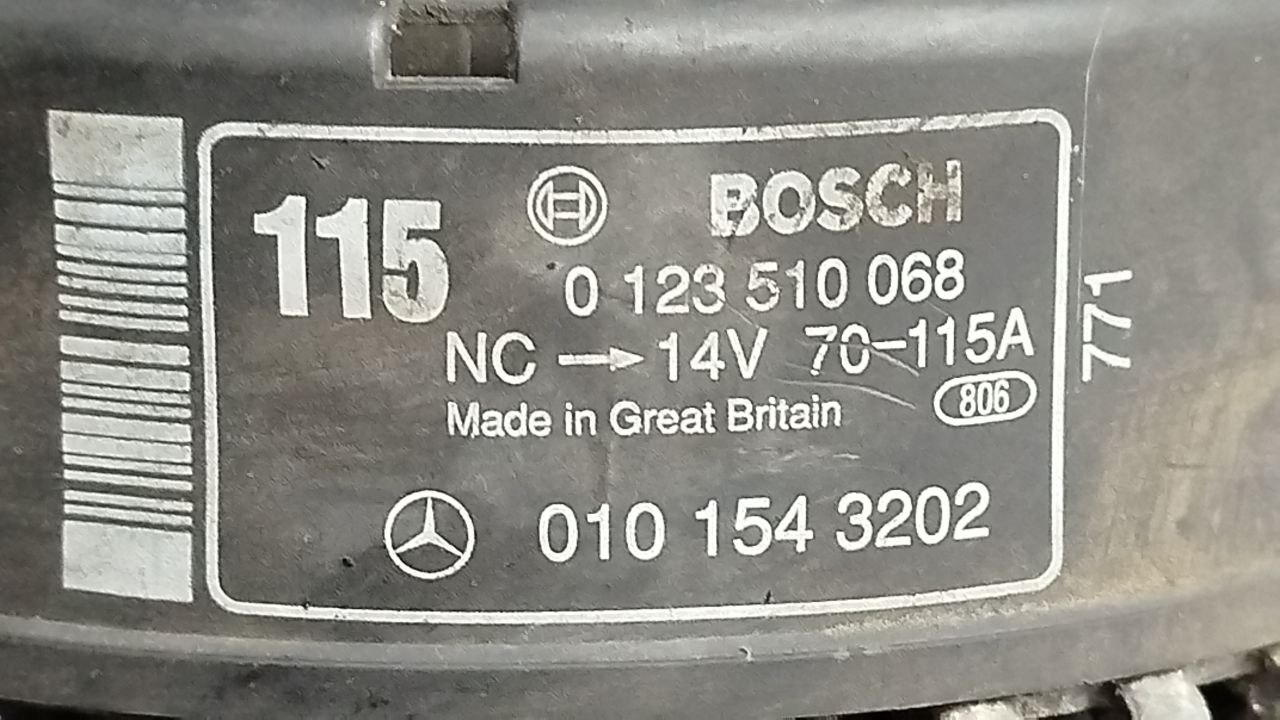 115 BOSCH
0 123 510 068
NC → 14V 70-115A
Made in Great Britain 806
010 154 3202
771